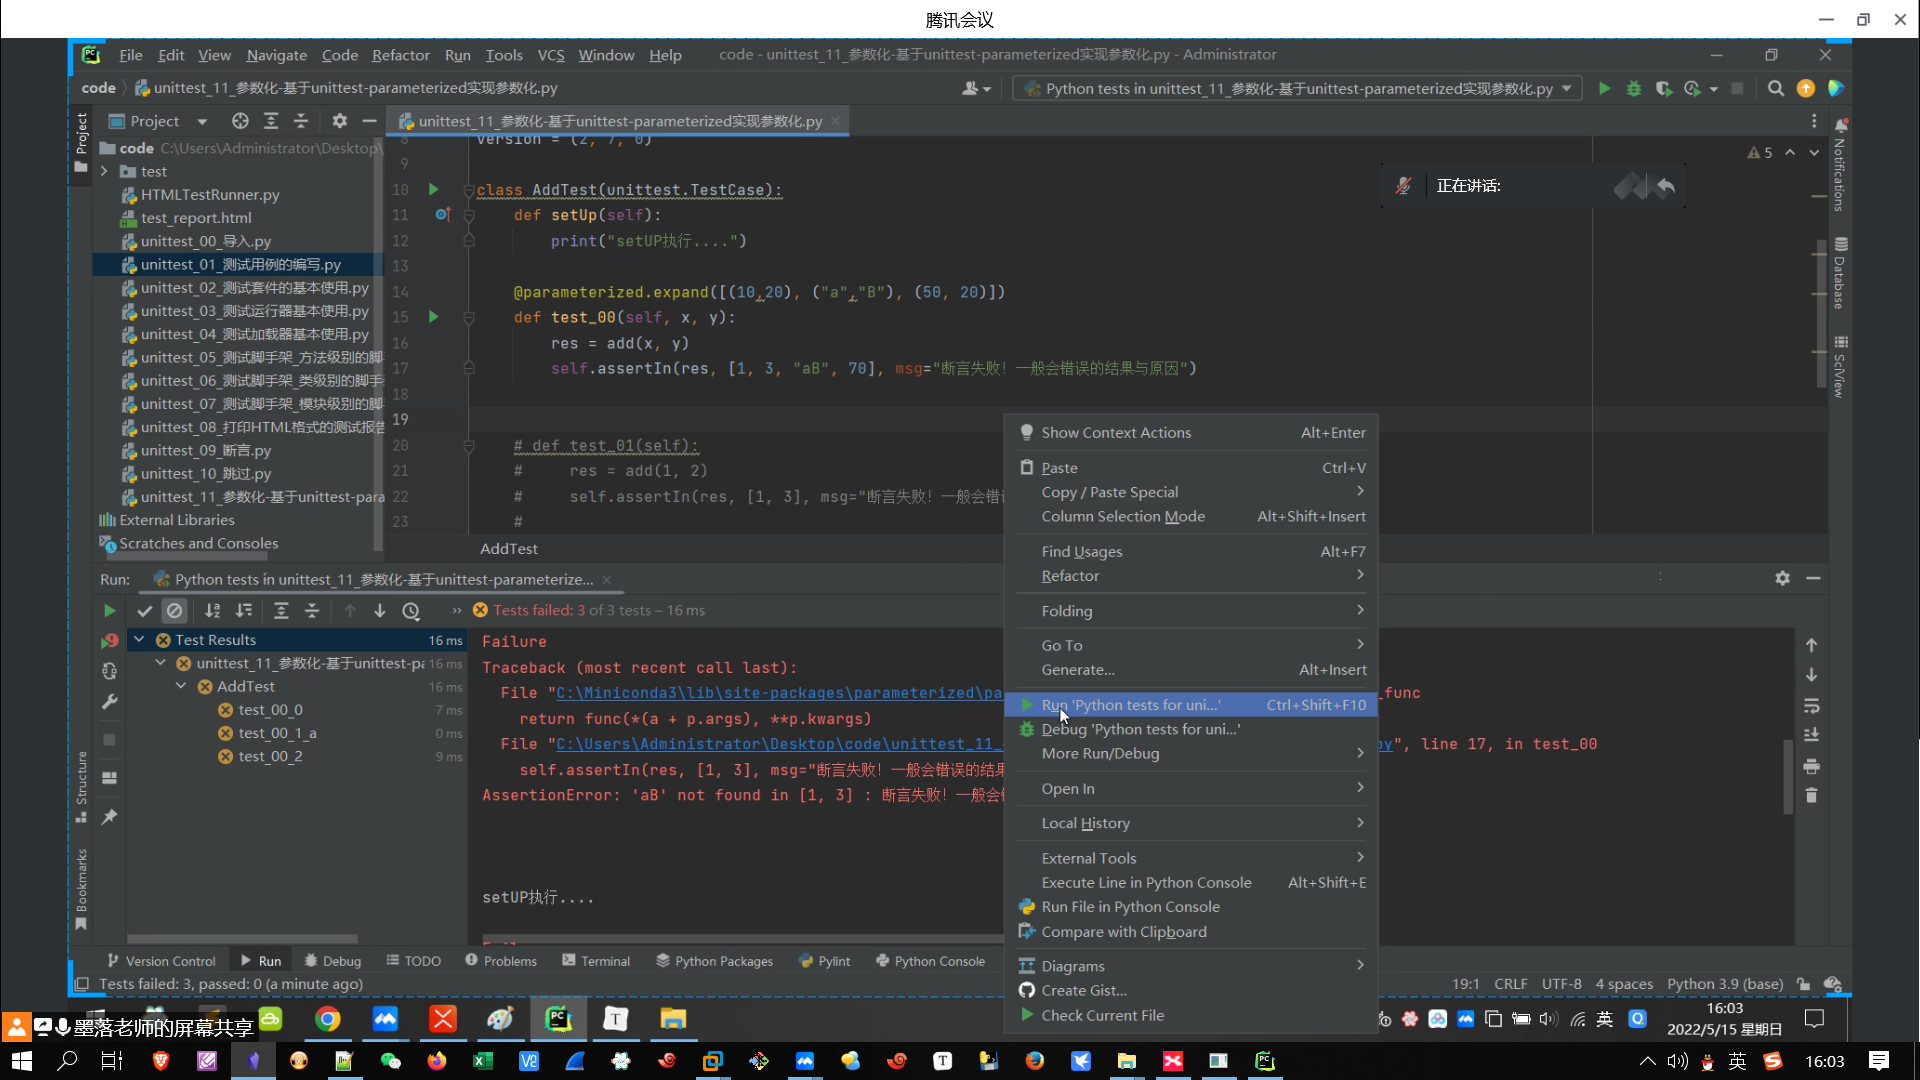 腾讯会议
File Edit View Navigate Code Refactor Run Tools VCS Window Help code - unittest_11_参数化-基于unittest-parameterized实现参数化.py - Administrator
code unittest_11_参数化-基于unittest-parameterized实现参数化.py
Python tests in unittest_11_参数化-基于unittest-parameterized实现参数化.py
Project
Project
unittest_11_参数化-基于unittest-parameterized实现参数化.py
code C:\Users\Administrator\Desktop\
test
HTMLTestRunner.py
test_report.html
unittest_00_导入.py
unittest_01_测试用例的编写.py
unittest_02_测试套件的基本使用.py
unittest_03_测试运行器基本使用.py
unittest_04_测试加载器基本使用.py
unittest_05_测试脚手架_方法级别的脚
unittest_06_测试脚手架_类级别的脚手
unittest_07_测试脚手架_模块级别的脚
unittest_08_打印HTML格式的测试报告
unittest_09_断言.py
unittest_10_跳过.py
unittest_11_参数化-基于unittest-para
External Libraries
Scratches and Consoles
8 version = (2, 7, 0)
9
10 class AddTest(unittest.TestCase):
11 def setUp(self):
12 print("setUP执行....")
13
14 @parameterized.expand([(10,20), ("a","B"), (50, 20)])
15 def test_00(self, x, y):
16 res = add(x, y)
17 self.assertIn(res, [1, 3, "aB", 70], msg="断言失败! 一般会错误的结果与原因")
18
19
20 # def test_01(self):
21 # res = add(1, 2)
22 # self.assertIn(res, [1, 3], msg="断言失败! 一般会错
23 #
AddTest
5
正在讲话:
Notifications
Database
SciView
Show Context Actions Alt+Enter
Paste Ctrl+V
Copy / Paste Special
Column Selection Mode Alt+Shift+Insert
Find Usages Alt+F7
Refactor
Folding
Go To
Generate... Alt+Insert
Run 'Python tests for uni...' Ctrl+Shift+F10
Debug 'Python tests for uni...'
More Run/Debug
Open In
Local History
External Tools
Execute Line in Python Console Alt+Shift+E
Run File in Python Console
Compare with Clipboard
Diagrams
Create Gist...
Check Current File
Run: Python tests in unittest_11_参数化-基于unittest-parameterize...
Tests failed: 3 of 3 tests – 16 ms
Test Results 16 ms
unittest_11_参数化-基于unittest-pa 16 ms
AddTest 16 ms
test_00_0 7 ms
test_00_1_a 0 ms
test_00_2 9 ms
Failure
Traceback (most recent call last):
File "C:\Miniconda3\lib\site-packages\parameterized\pa _func
return func(*(a + p.args), **p.kwargs)
File "C:\Users\Administrator\Desktop\code\unittest_11_ py", line 17, in test_00
self.assertIn(res, [1, 3], msg="断言失败! 一般会错误的结果
AssertionError: 'aB' not found in [1, 3] : 断言失败! 一般会
setUP执行....
Structure
Bookmarks
Version Control Run Debug TODO Problems Terminal Python Packages Pylint Python Console
Tests failed: 3, passed: 0 (a minute ago)
19:1 CRLF UTF-8 4 spaces Python 3.9 (base)
墨落老师的屏幕共享
英
16:03
2022/5/15 星期日
英 16:03